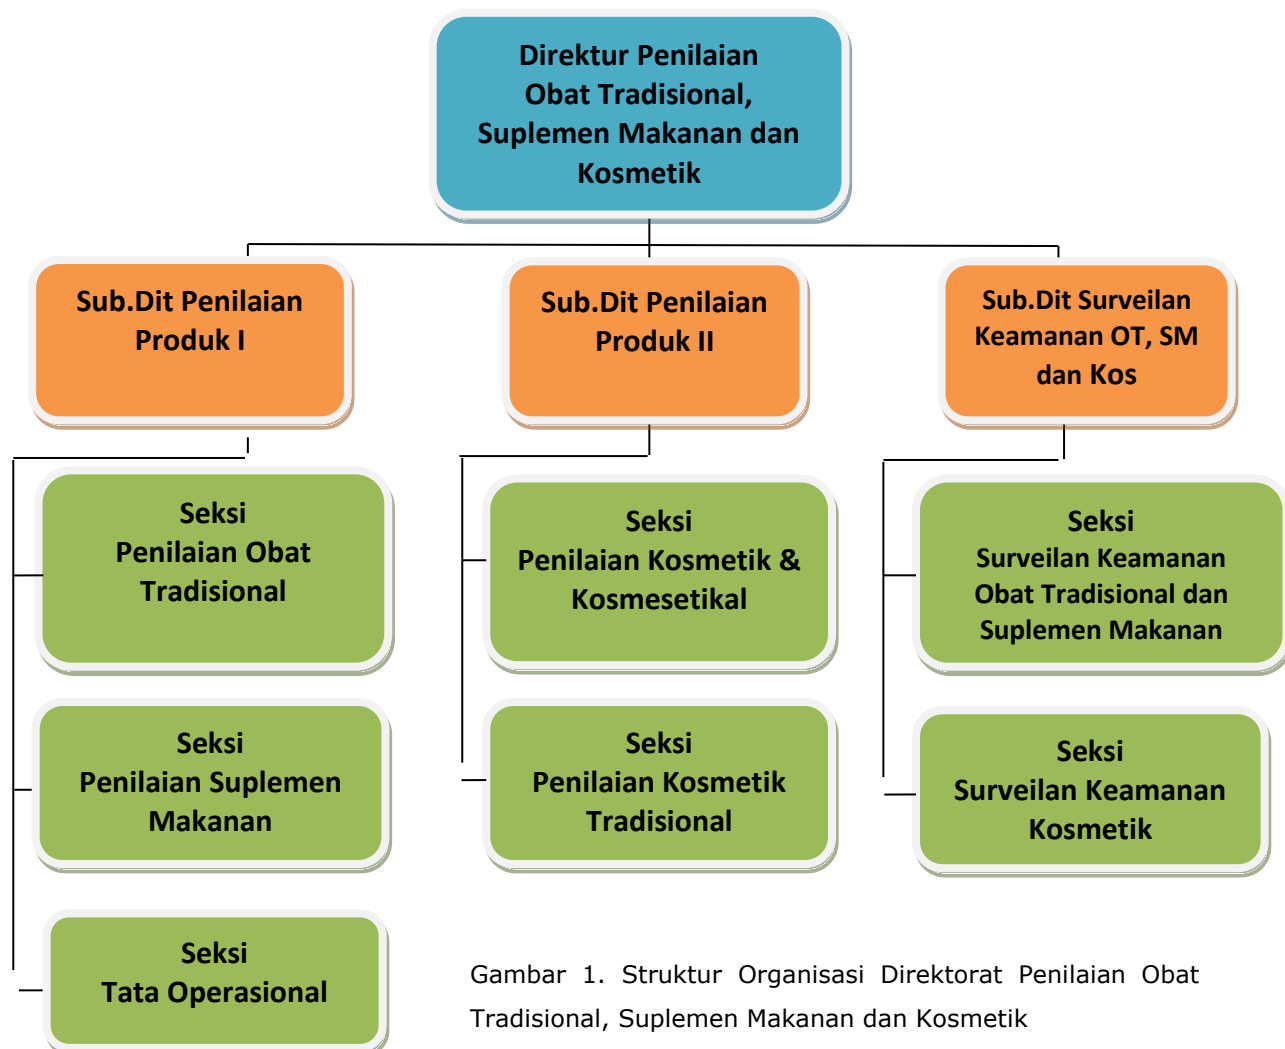 Direktur Penilaian
Obat Tradisional,
Suplemen Makanan dan
Kosmetik
Sub.Dit Penilaian
Produk I
Sub.Dit Penilaian
Produk II
Sub.Dit Surveilan
Keamanan OT, SM
dan Kos
Seksi
Penilaian Obat
Tradisional
Seksi
Penilaian Kosmetik &
Kosmesetikal
Seksi
Surveilan Keamanan
Obat Tradisional dan
Suplemen Makanan
Seksi
Penilaian Suplemen
Makanan
Seksi
Penilaian Kosmetik
Tradisional
Seksi
Surveilan Keamanan
Kosmetik
Seksi
Tata Operasional
Gambar 1. Struktur Organisasi Direktorat Penilaian Obat
Tradisional, Suplemen Makanan dan Kosmetik